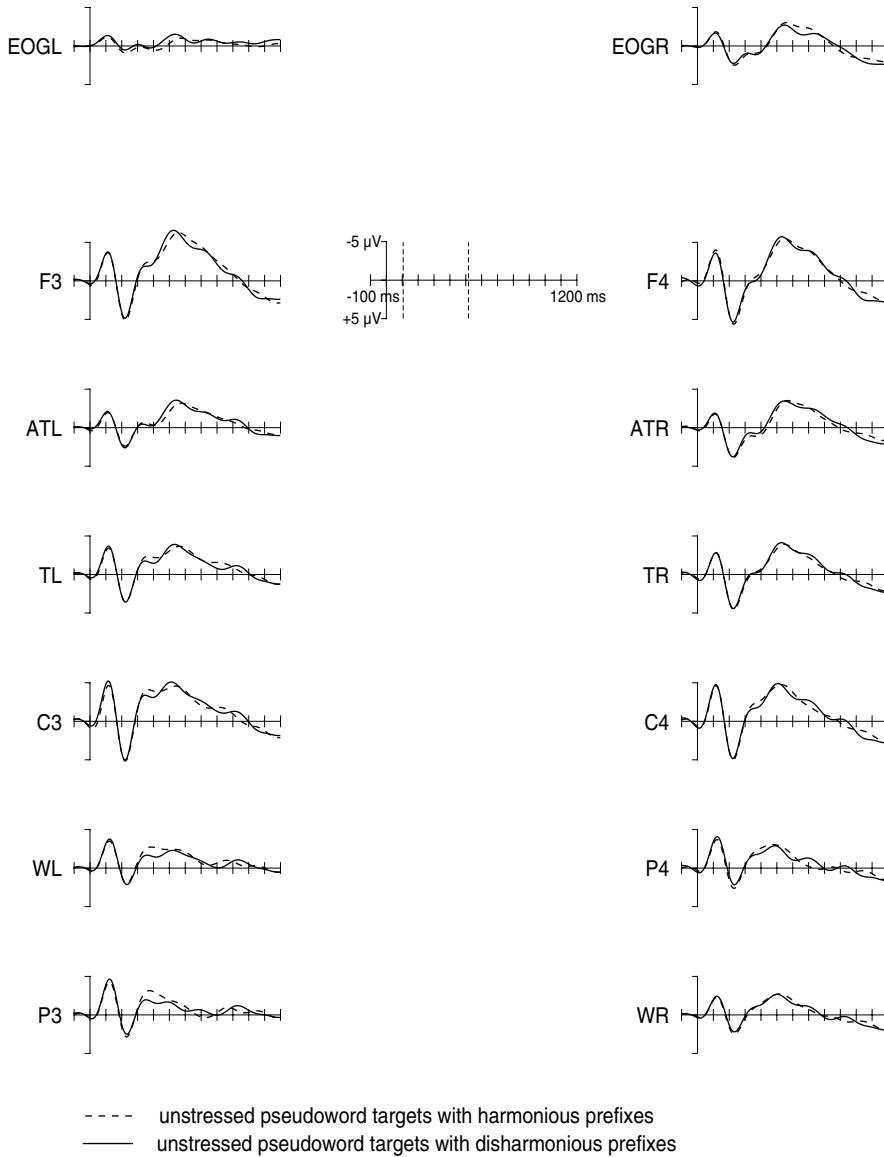 EOGL
EOGR
-5 µV
F3
-100 ms
1200 ms
F4
+5 µV
ATL
ATR
TL
TR
C3
C4
WL
P4
P3
WR
unstressed pseudoword targets with harmonious prefixes
unstressed pseudoword targets with disharmonious prefixes